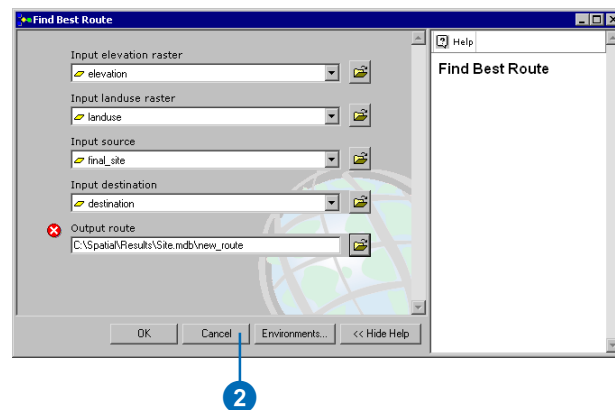 Find Best Route
Input elevation raster
elevation
Input landuse raster
landuse
Input source
final_site
Input destination
destination
Output route
C:\Spatial\Results\Site.mdb\new_route
OK
Cancel
Environments...
<< Hide Help
Help
Find Best Route
2